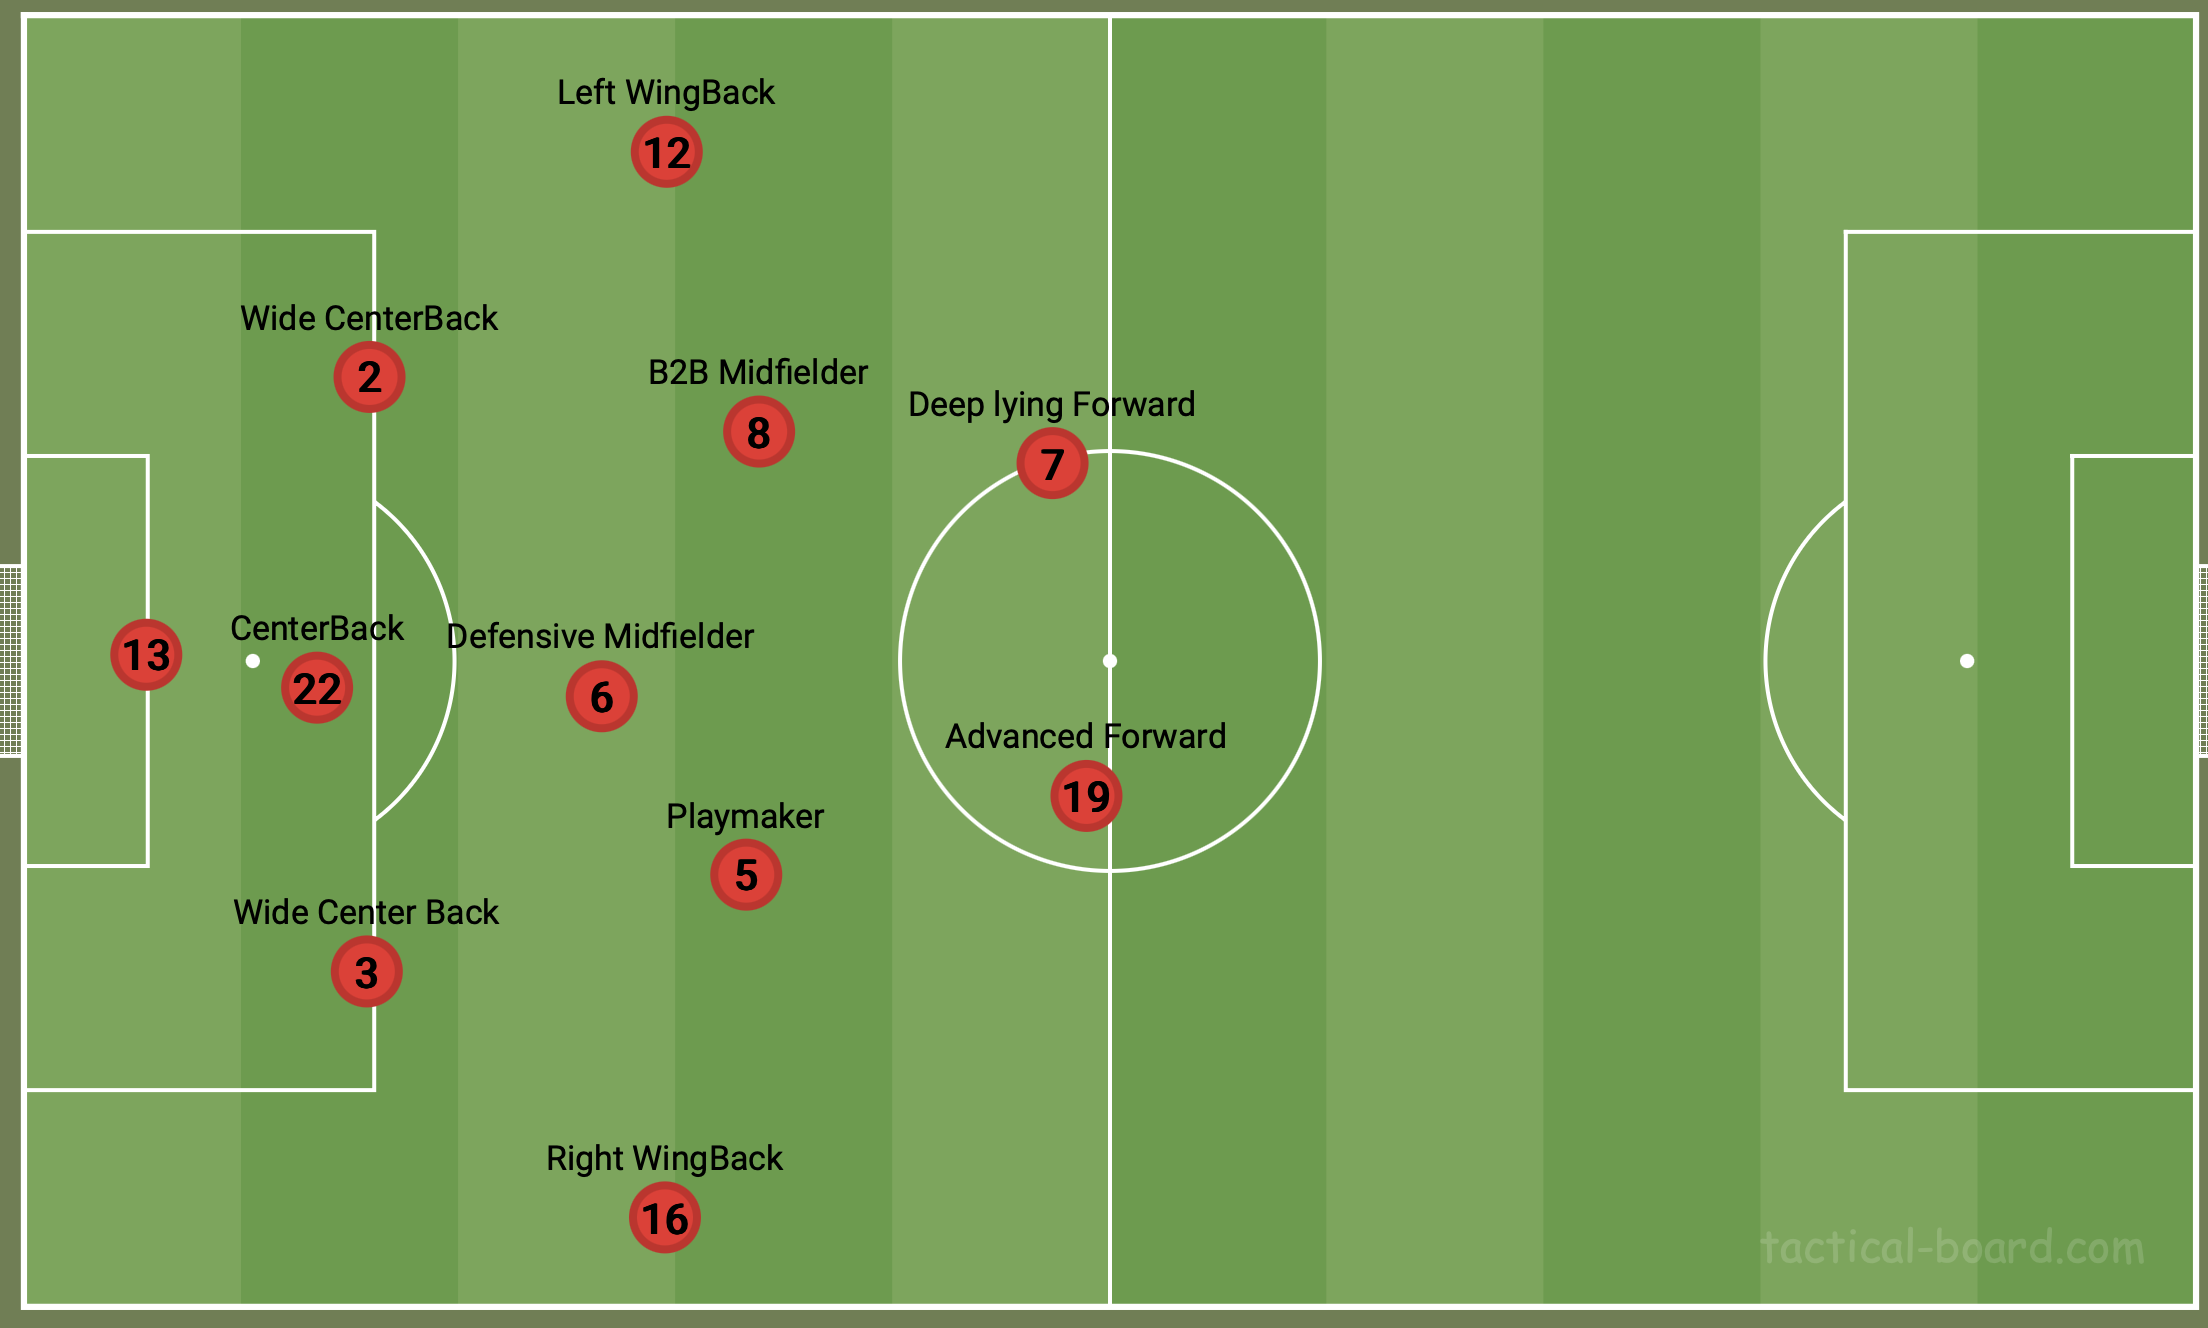 Left WingBack
12
Wide CenterBack
2
B2B Midfielder
8
Deep lying Forward
7
13
CenterBack
22
Defensive Midfielder
6
Advanced Forward
19
Playmaker
5
Wide Center Back
3
Right WingBack
16
tactical-board.com